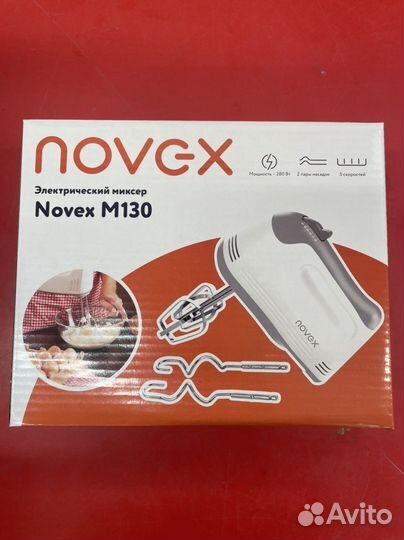 novex
Электрический миксер
Novex M130
Мощность - 280 Вт
2 пары насадок
5 скоростей
novex
Avito